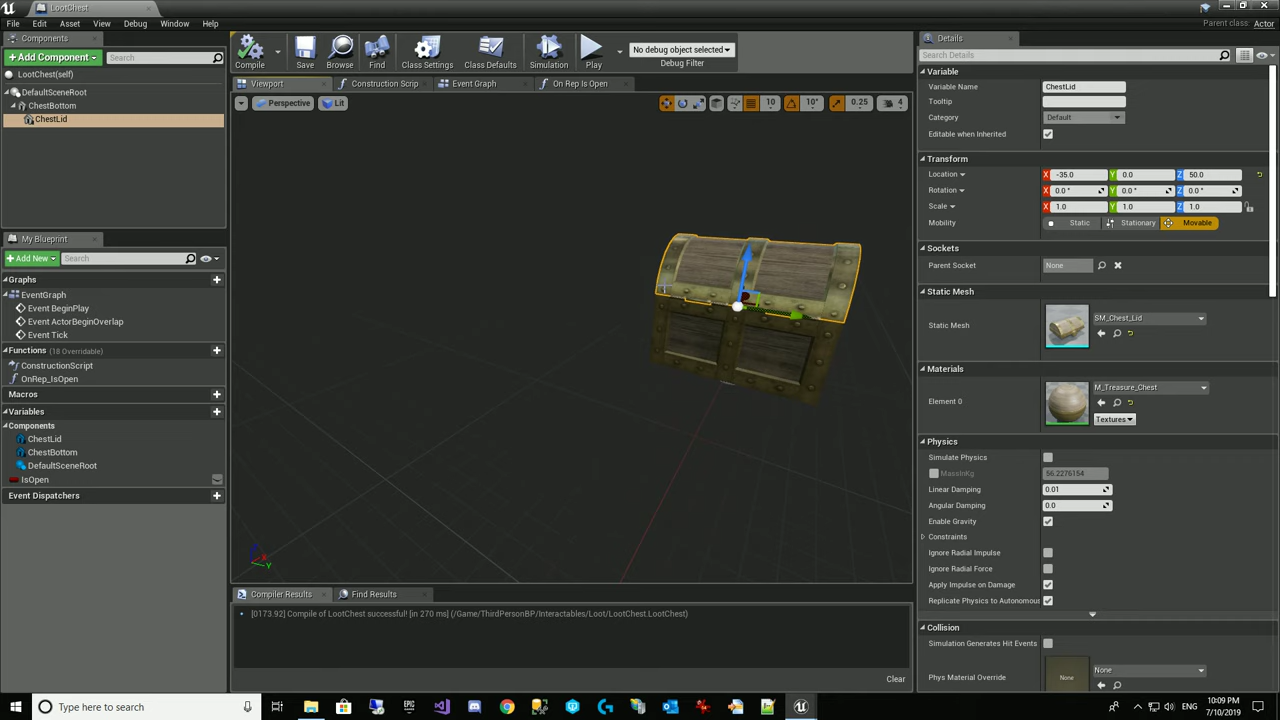 LootChest
File Edit Asset View Debug Window Help
Parent class: Actor
Components
Add Component
Search
LootChest(self)
DefaultSceneRoot
ChestBottom
ChestLid
My Blueprint
Add New
Search
Graphs
EventGraph
Event BeginPlay
Event ActorBeginOverlap
Event Tick
Functions (18 Overridable)
ConstructionScript
OnRep_IsOpen
Macros
Variables
Components
ChestLid
ChestBottom
DefaultSceneRoot
IsOpen
Event Dispatchers
Compile Save Browse Find Class Settings Class Defaults Simulation Play
No debug object selected
Debug Filter
Viewport Construction Scrip Event Graph On Rep Is Open
Perspective Lit 10 10° 0.25 4
X
Y
Compiler Results Find Results
[0173.92] Compile of LootChest successful! [in 270 ms] (/Game/ThirdPersonBP/Interactables/Loot/LootChest.LootChest)
Clear
Details
Search Details
Variable
Variable Name ChestLid
Tooltip
Category Default
Editable when Inherited
Transform
Location X -35.0 Y 0.0 Z 50.0
Rotation X 0.0 ° Y 0.0 ° Z 0.0 °
Scale X 1.0 Y 1.0 Z 1.0
Mobility Static Stationary Movable
Sockets
Parent Socket None
Static Mesh
Static Mesh SM_Chest_Lid
Materials
Element 0 M_Treasure_Chest
Textures
Physics
Simulate Physics
MassInKg 56.2276154
Linear Damping 0.01
Angular Damping 0.0
Enable Gravity
Constraints
Ignore Radial Impulse
Ignore Radial Force
Apply Impulse on Damage
Replicate Physics to Autonomous
Collision
Simulation Generates Hit Events
Phys Material Override None None
Type here to search
EPIC
10:09 PM
7/10/2019